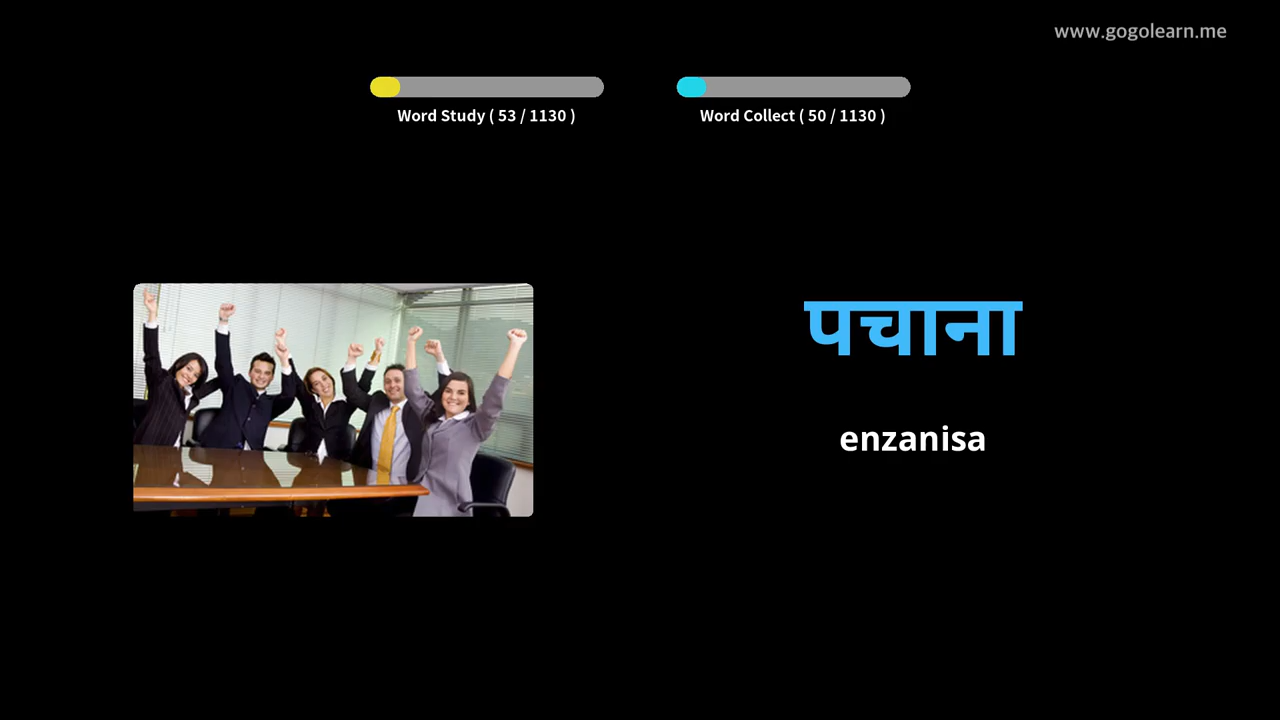 www.gogolearn.me
Word Study ( 53 / 1130 )
Word Collect ( 50 / 1130 )
पचाना
enzanisa